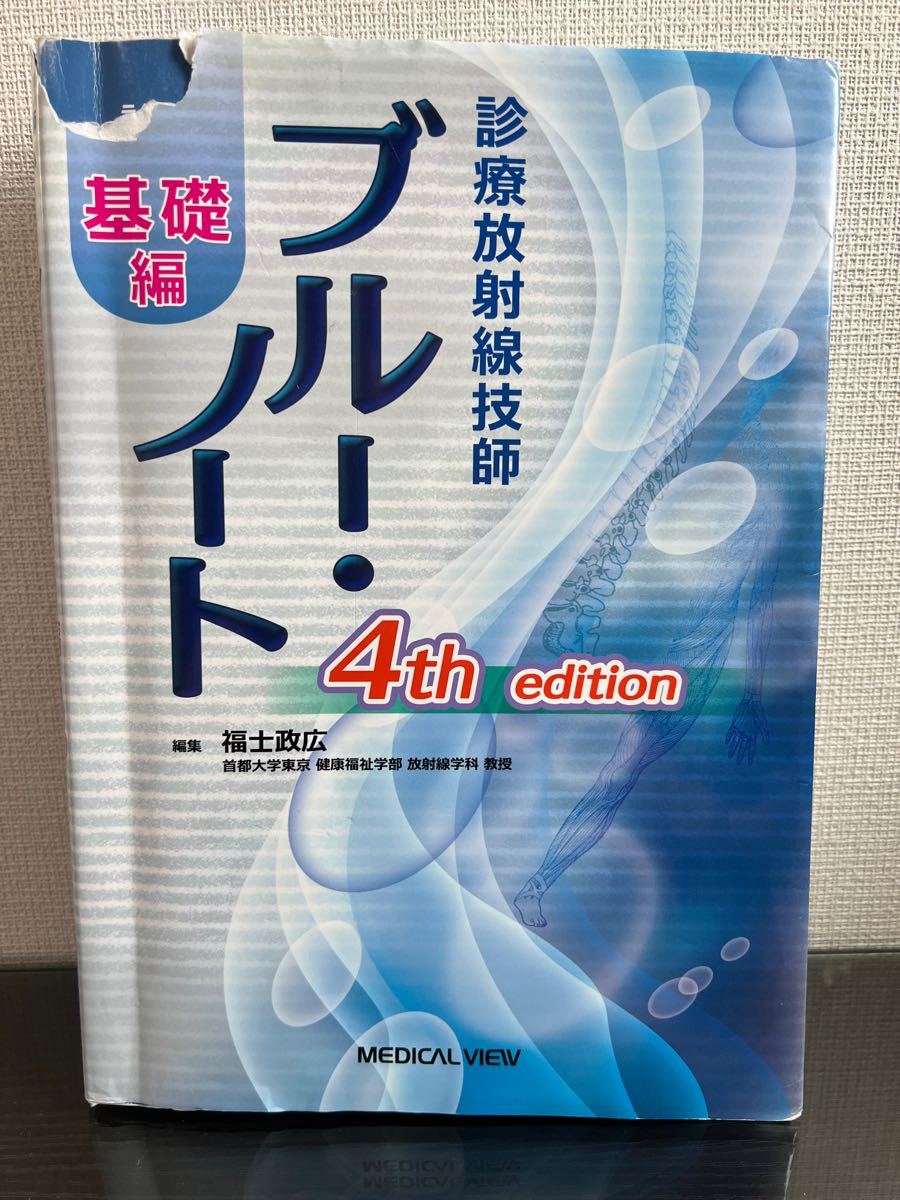 診療放射線技師
ブルー・
ノート
基礎
編
4th edition
編集 福士政広
首都大学東京 健康福祉学部 放射線学科 教授
MEDICAL VIEW